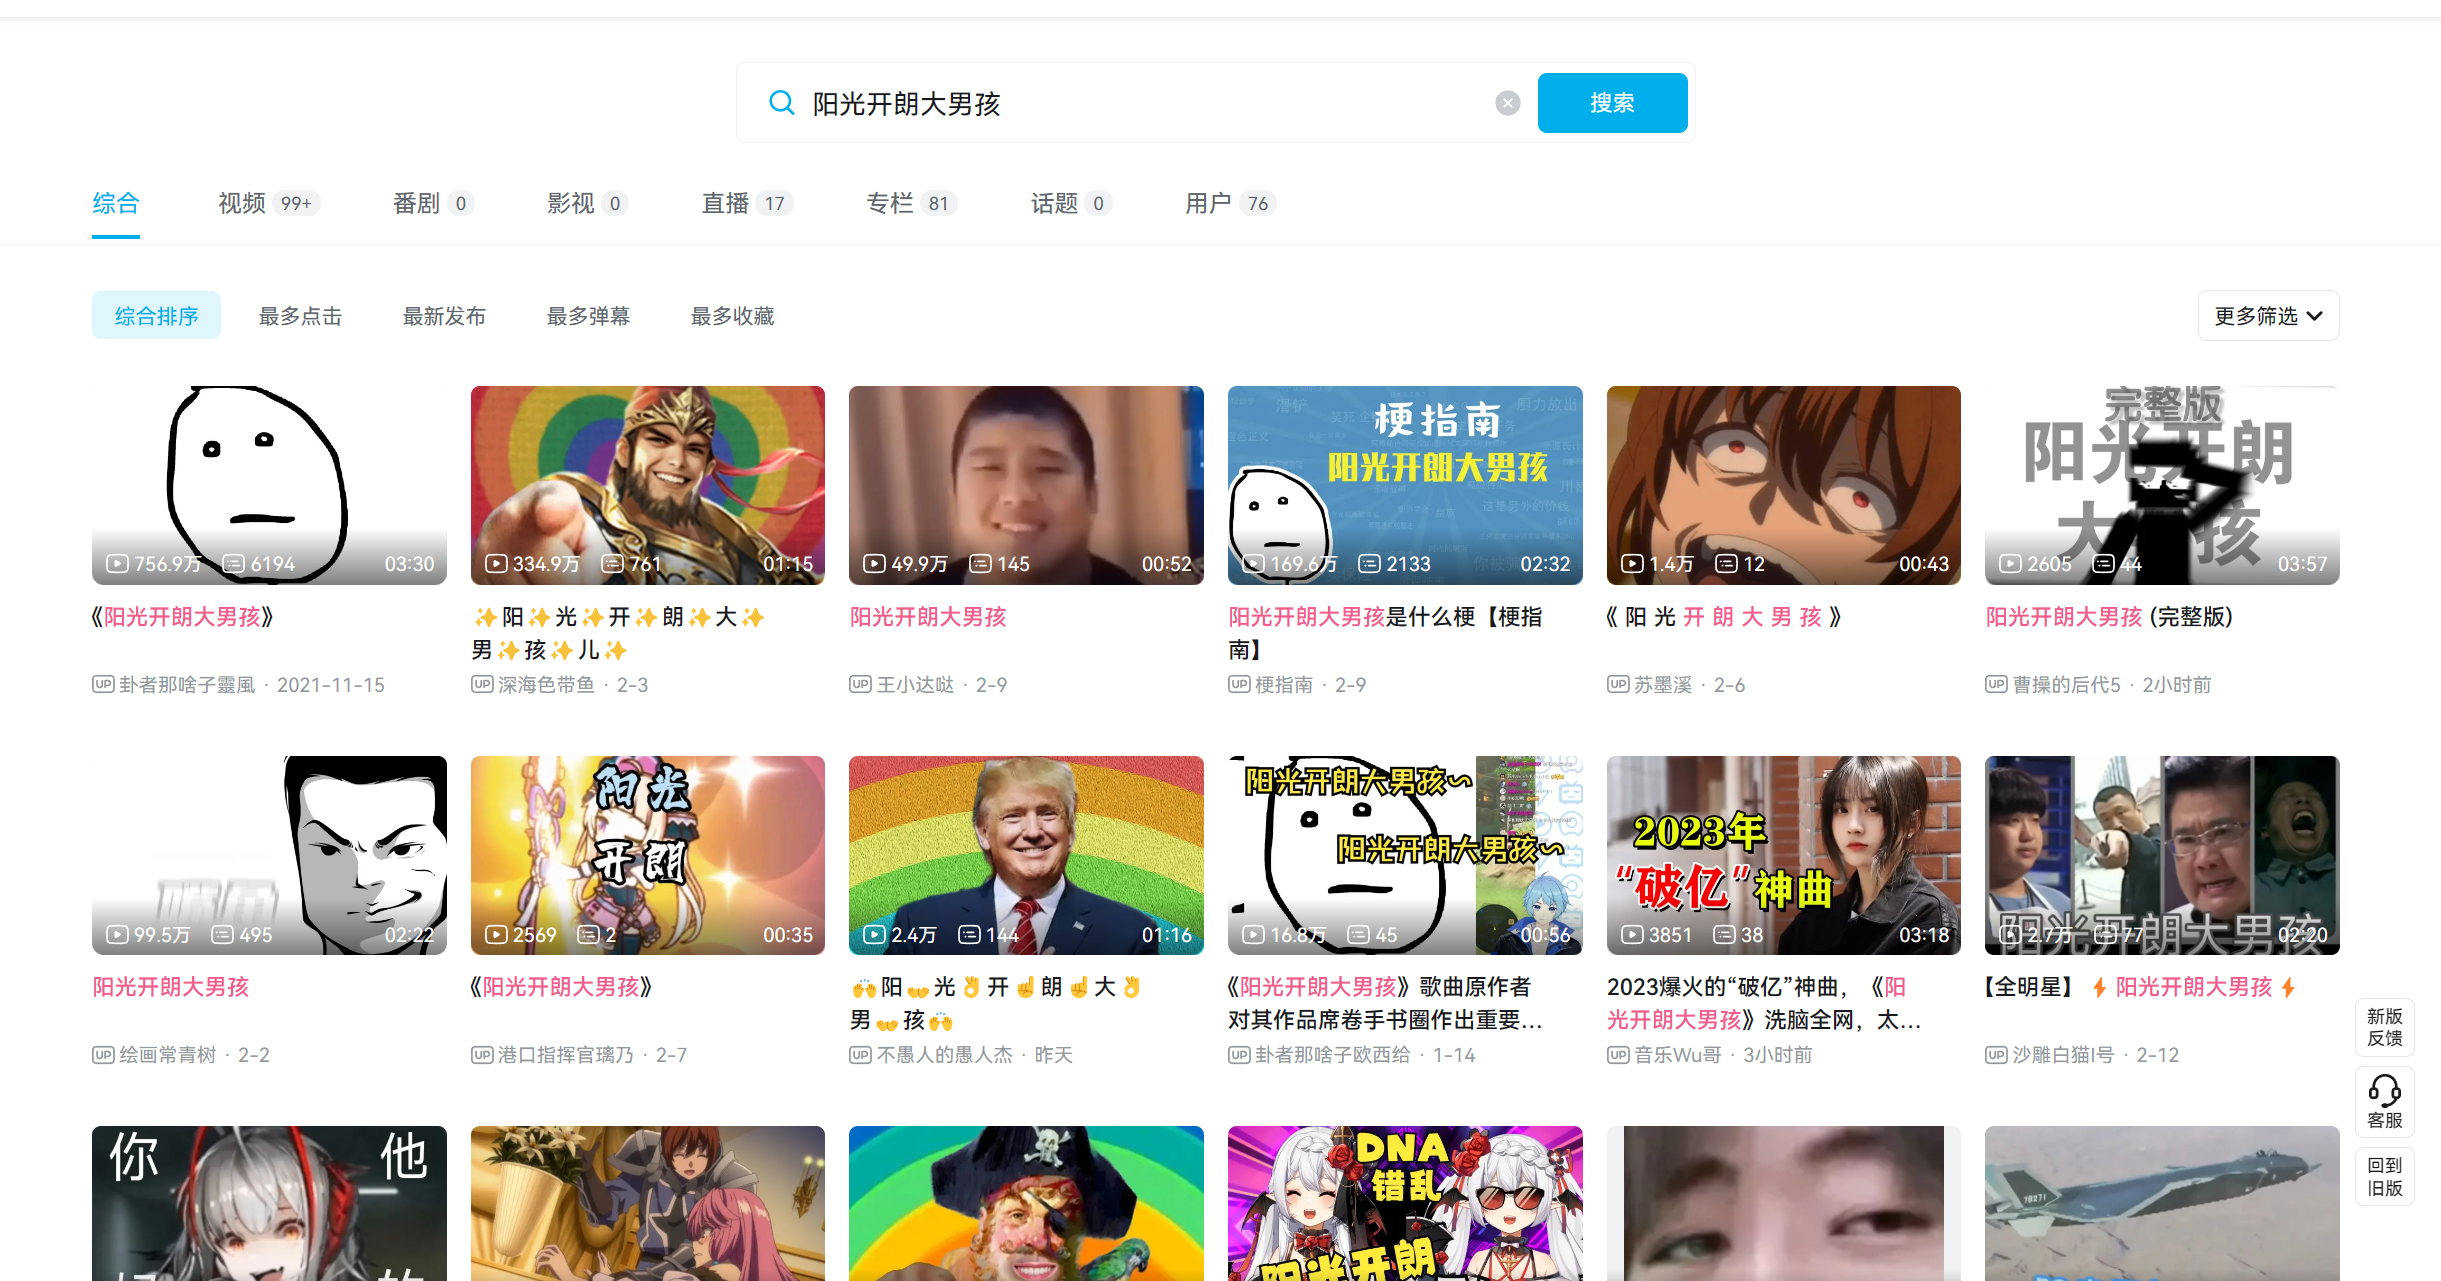 阳光开朗大男孩
搜索
综合 视频 99+ 番剧 0 影视 0 直播 17 专栏 81 话题 0 用户 76
综合排序 最多点击 最新发布 最多弹幕 最多收藏 更多筛选
756.9万 6194 03:30
《阳光开朗大男孩》
卦者那啥子靈風 · 2021-11-15
334.9万 761 01:15
✨阳✨光✨开✨朗✨大✨
男✨孩✨儿✨
深海色带鱼 · 2-3
49.9万 145 00:52
阳光开朗大男孩
王小达哒 · 2-9
梗指南
阳光开朗大男孩
169.6万 2133 02:32
阳光开朗大男孩是什么梗【梗指
南】
梗指南 · 2-9
1.4万 12 00:43
《 阳 光 开 朗 大 男 孩 》
苏墨溪 · 2-6
完整版
阳光开朗
大 孩
2605 44 03:57
阳光开朗大男孩 (完整版)
曹操的后代5 · 2小时前
99.5万 495 02:22
阳光开朗大男孩
绘画常青树 · 2-2
阳光
开朗
2569 2 00:35
《阳光开朗大男孩》
港口指挥官璃乃 · 2-7
2.4万 144 01:16
🙌阳👐光👌开☝朗☝大👌
男👐孩🙌
不愚人的愚人杰 · 昨天
阳光开朗大男孩~
阳光开朗大男孩~
16.8万 45 00:56
《阳光开朗大男孩》歌曲原作者
对其作品席卷手书圈作出重要...
卦者那啥子欧西给 · 1-14
2023年
“破亿”神曲
3851 38 03:18
2023爆火的“破亿”神曲，《阳
光开朗大男孩》洗脑全网，太...
音乐Wu哥 · 3小时前
阳光开朗大男孩
2.7万 77 02:20
【全明星】⚡阳光开朗大男孩⚡
沙雕白猫I号 · 2-12
新版
反馈
客服
回到
旧版
你 他
DNA
错乱
阳光开朗
78271